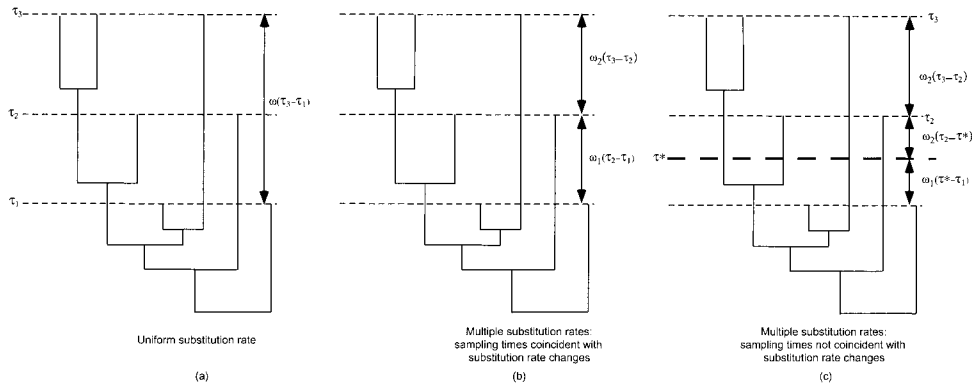 τ₃
τ₂
τ₁
ω(τ₃–τ₁)
Uniform substitution rate
(a)
ω₂(τ₃–τ₂)
ω₁(τ₂–τ₁)
Multiple substitution rates:
sampling times coincident with
substitution rate changes
(b)
τ₃
ω₂(τ₃–τ₂)
τ₂
ω₂(τ₂–τ*)
τ*
ω₁(τ*–τ₁)
Multiple substitution rates:
sampling times not coincident with
substitution rate changes
(c)